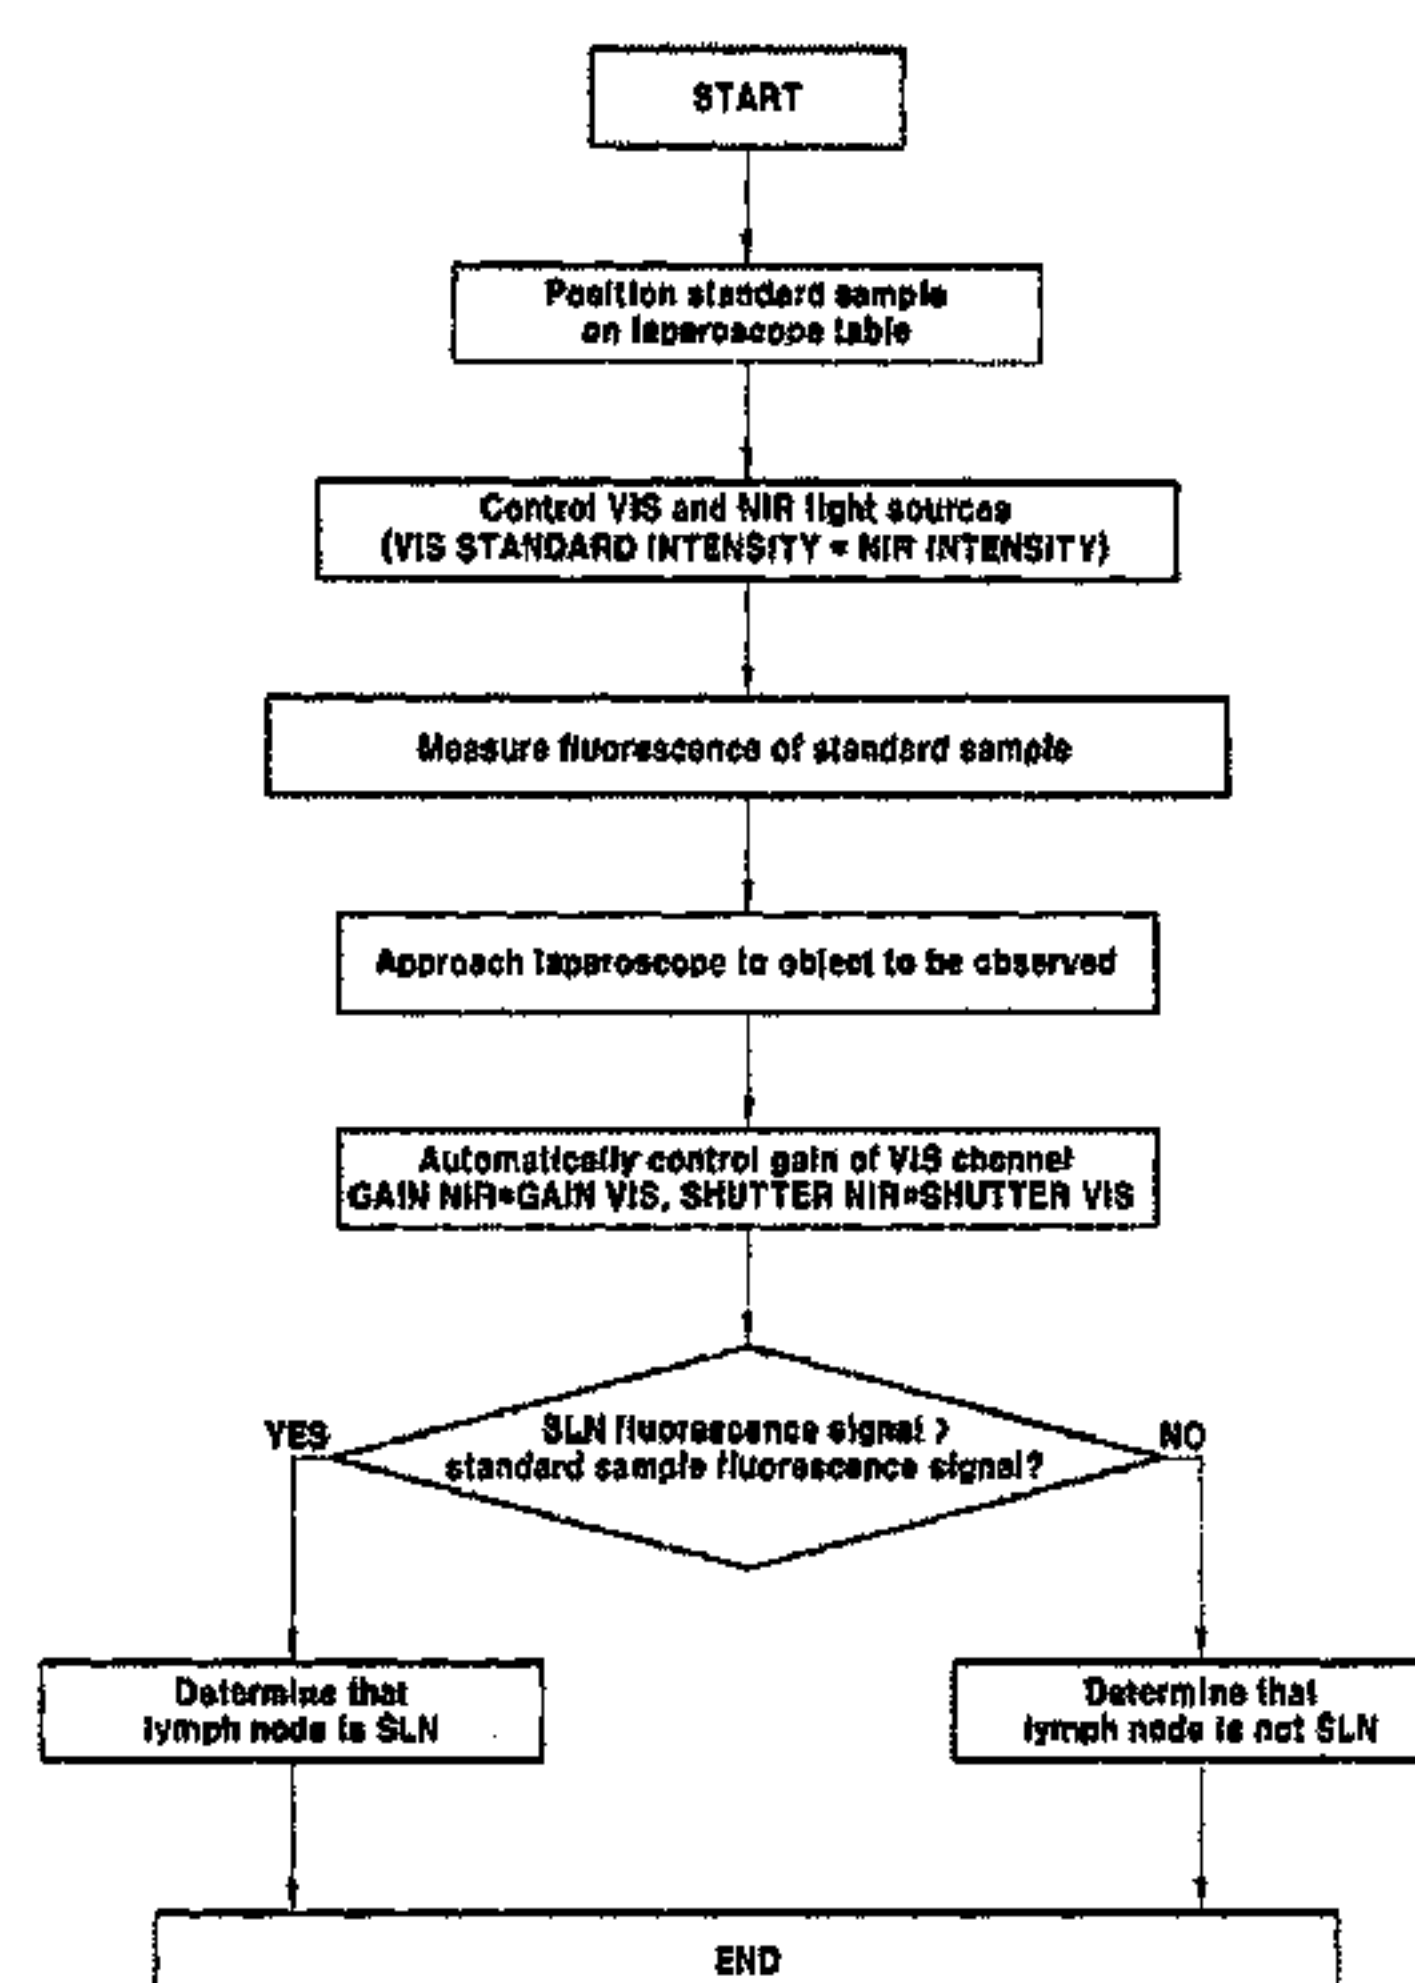 START
Position standard sample
on laparoscope table
Control VIS and NIR light sources
(VIS STANDARD INTENSITY = NIR INTENSITY)
Measure fluorescence of standard sample
Approach laparoscope to object to be observed
Automatically control gain of VIS channel
GAIN NIR=GAIN VIS, SHUTTER NIR=SHUTTER VIS
SLN fluorescence signal >
standard sample fluorescence signal?
YES
NO
Determine that
lymph node is SLN
Determine that
lymph node is not SLN
END